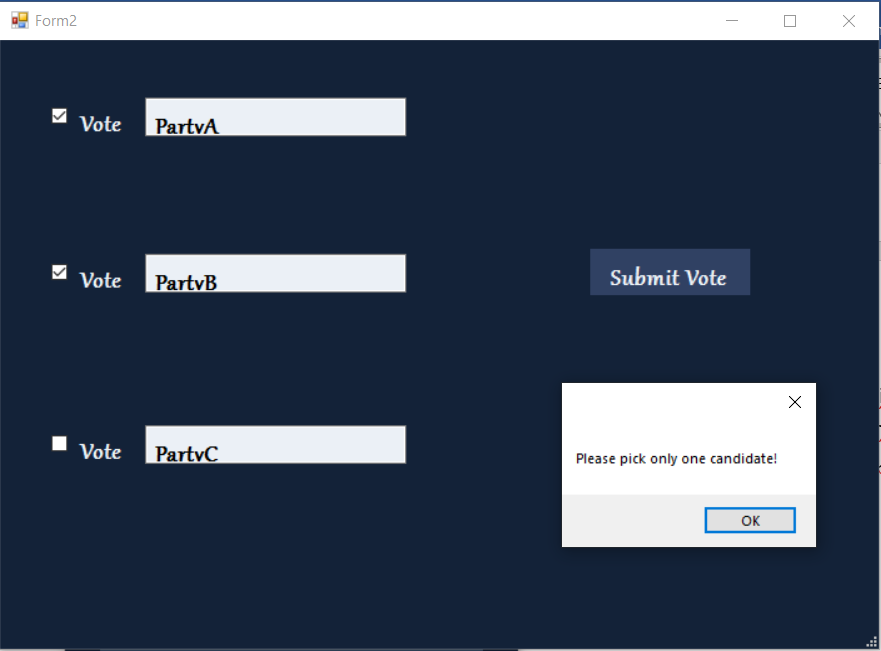 Form2
Vote PartyA
Vote PartyB
Submit Vote
Vote PartyC
Please pick only one candidate!
OK